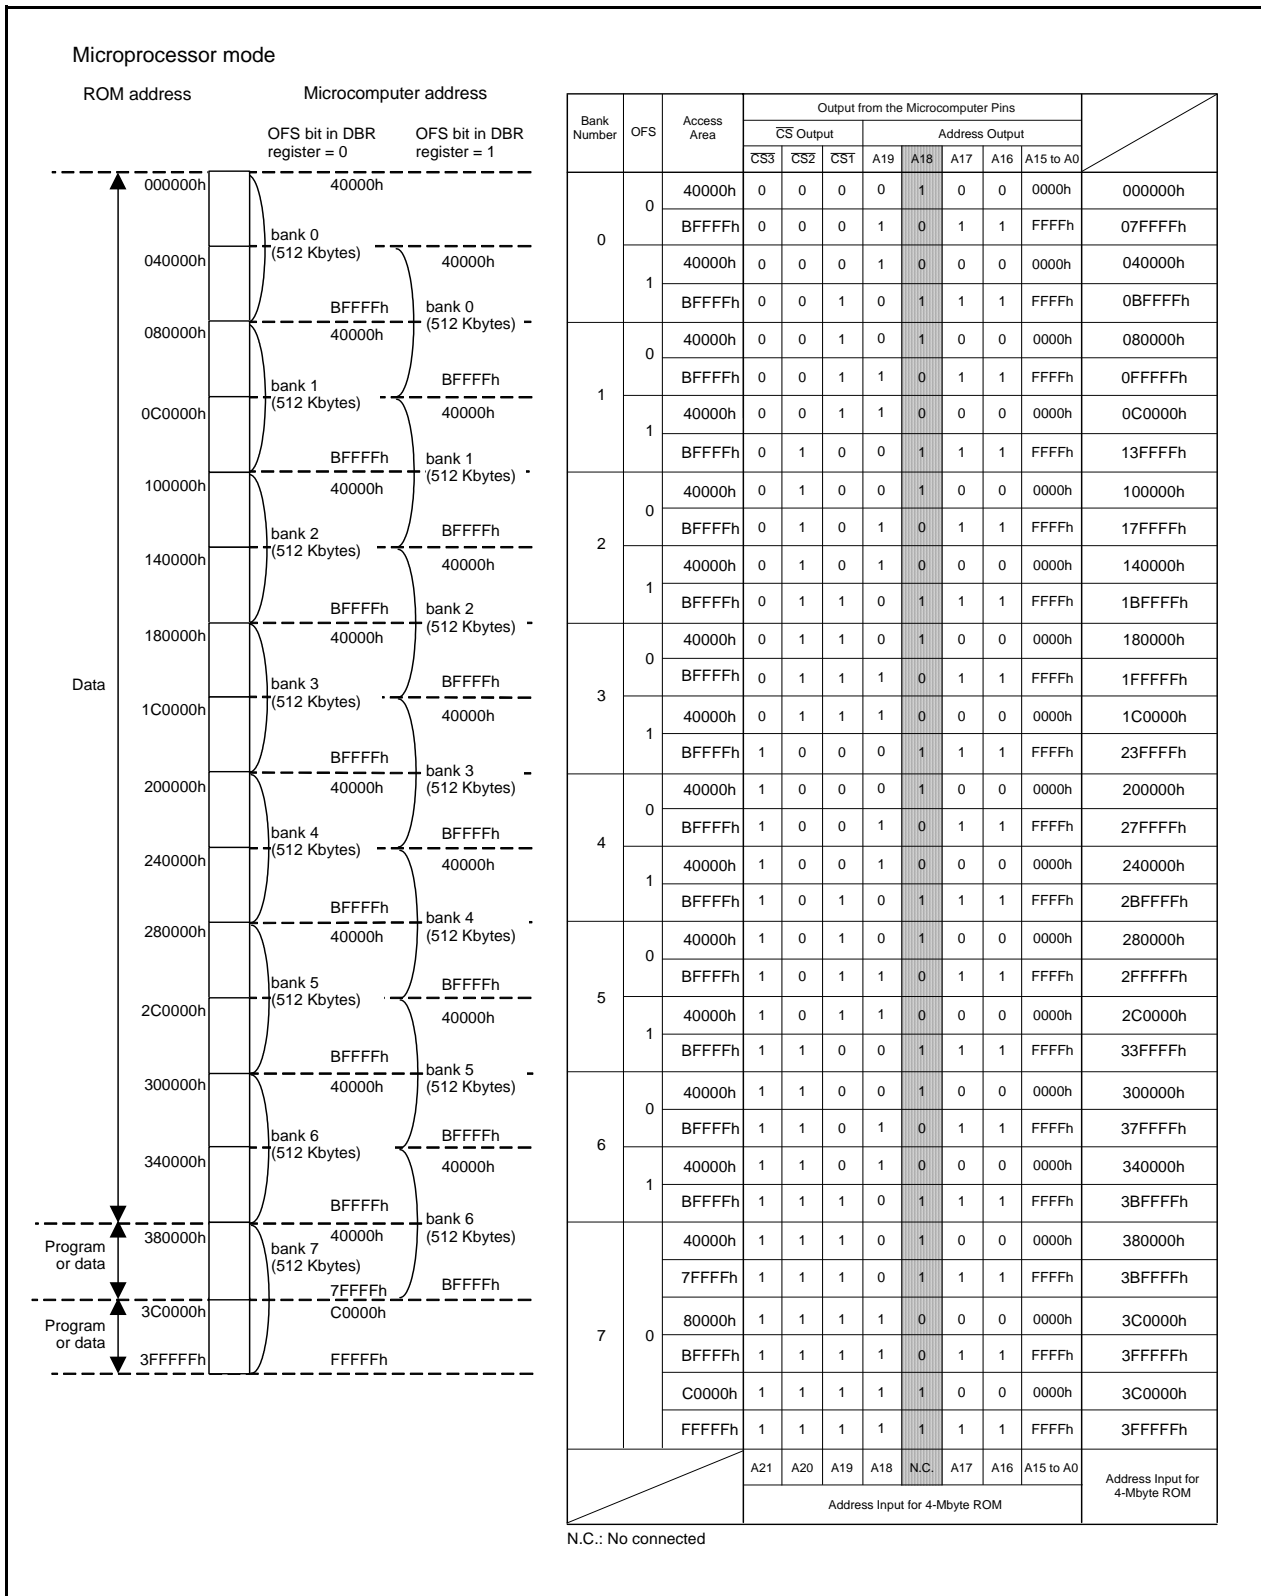 Microprocessor mode
ROM address
Microcomputer address
OFS bit in DBR register = 0
OFS bit in DBR register = 1
000000h 40000h
bank 0
(512 Kbytes)
040000h 40000h
BFFFFh bank 0
(512 Kbytes)
080000h 40000h
bank 1
(512 Kbytes) BFFFFh
0C0000h 40000h
BFFFFh bank 1
(512 Kbytes)
100000h 40000h
bank 2
(512 Kbytes) BFFFFh
140000h 40000h
BFFFFh bank 2
(512 Kbytes)
180000h 40000h
Data
bank 3
(512 Kbytes) BFFFFh
1C0000h 40000h
BFFFFh bank 3
(512 Kbytes)
200000h 40000h
bank 4
(512 Kbytes) BFFFFh
240000h 40000h
BFFFFh bank 4
(512 Kbytes)
280000h 40000h
bank 5
(512 Kbytes) BFFFFh
2C0000h 40000h
BFFFFh bank 5
(512 Kbytes)
300000h 40000h
bank 6
(512 Kbytes) BFFFFh
340000h 40000h
BFFFFh bank 6
(512 Kbytes)
380000h 40000h
Program
or data
bank 7
(512 Kbytes)
7FFFFh BFFFFh
3C0000h C0000h
Program
or data
3FFFFFh FFFFFh
Bank Number OFS Access Area Output from the Microcomputer Pins
CS Output Address Output
CS3 CS2 CS1 A19 A18 A17 A16 A15 to A0
0 0 40000h 0 0 0 0 1 0 0 0000h 000000h
BFFFFh 0 0 0 1 0 1 1 FFFFh 07FFFFh
1 40000h 0 0 0 1 0 0 0 0000h 040000h
BFFFFh 0 0 1 0 1 1 1 FFFFh 0BFFFFh
1 0 40000h 0 0 1 0 1 0 0 0000h 080000h
BFFFFh 0 0 1 1 0 1 1 FFFFh 0FFFFFh
1 40000h 0 0 1 1 0 0 0 0000h 0C0000h
BFFFFh 0 1 0 0 1 1 1 FFFFh 13FFFFh
2 0 40000h 0 1 0 0 1 0 0 0000h 100000h
BFFFFh 0 1 0 1 0 1 1 FFFFh 17FFFFh
1 40000h 0 1 0 1 0 0 0 0000h 140000h
BFFFFh 0 1 1 0 1 1 1 FFFFh 1BFFFFh
3 0 40000h 0 1 1 0 1 0 0 0000h 180000h
BFFFFh 0 1 1 1 0 1 1 FFFFh 1FFFFFh
1 40000h 0 1 1 1 0 0 0 0000h 1C0000h
BFFFFh 1 0 0 0 1 1 1 FFFFh 23FFFFh
4 0 40000h 1 0 0 0 1 0 0 0000h 200000h
BFFFFh 1 0 0 1 0 1 1 FFFFh 27FFFFh
1 40000h 1 0 0 1 0 0 0 0000h 240000h
BFFFFh 1 0 1 0 1 1 1 FFFFh 2BFFFFh
5 0 40000h 1 0 1 0 1 0 0 0000h 280000h
BFFFFh 1 0 1 1 0 1 1 FFFFh 2FFFFFh
1 40000h 1 0 1 1 0 0 0 0000h 2C0000h
BFFFFh 1 1 0 0 1 1 1 FFFFh 33FFFFh
6 0 40000h 1 1 0 0 1 0 0 0000h 300000h
BFFFFh 1 1 0 1 0 1 1 FFFFh 37FFFFh
1 40000h 1 1 0 1 0 0 0 0000h 340000h
BFFFFh 1 1 1 0 1 1 1 FFFFh 3BFFFFh
7 0 40000h 1 1 1 0 1 0 0 0000h 380000h
7FFFFh 1 1 1 0 1 1 1 FFFFh 3BFFFFh
80000h 1 1 1 1 0 0 0 0000h 3C0000h
BFFFFh 1 1 1 1 0 1 1 FFFFh 3FFFFFh
C0000h 1 1 1 1 1 0 0 0000h 3C0000h
FFFFFh 1 1 1 1 1 1 1 FFFFh 3FFFFFh
A21 A20 A19 A18 N.C. A17 A16 A15 to A0 Address Input for 4-Mbyte ROM
Address Input for 4-Mbyte ROM
N.C.: No connected